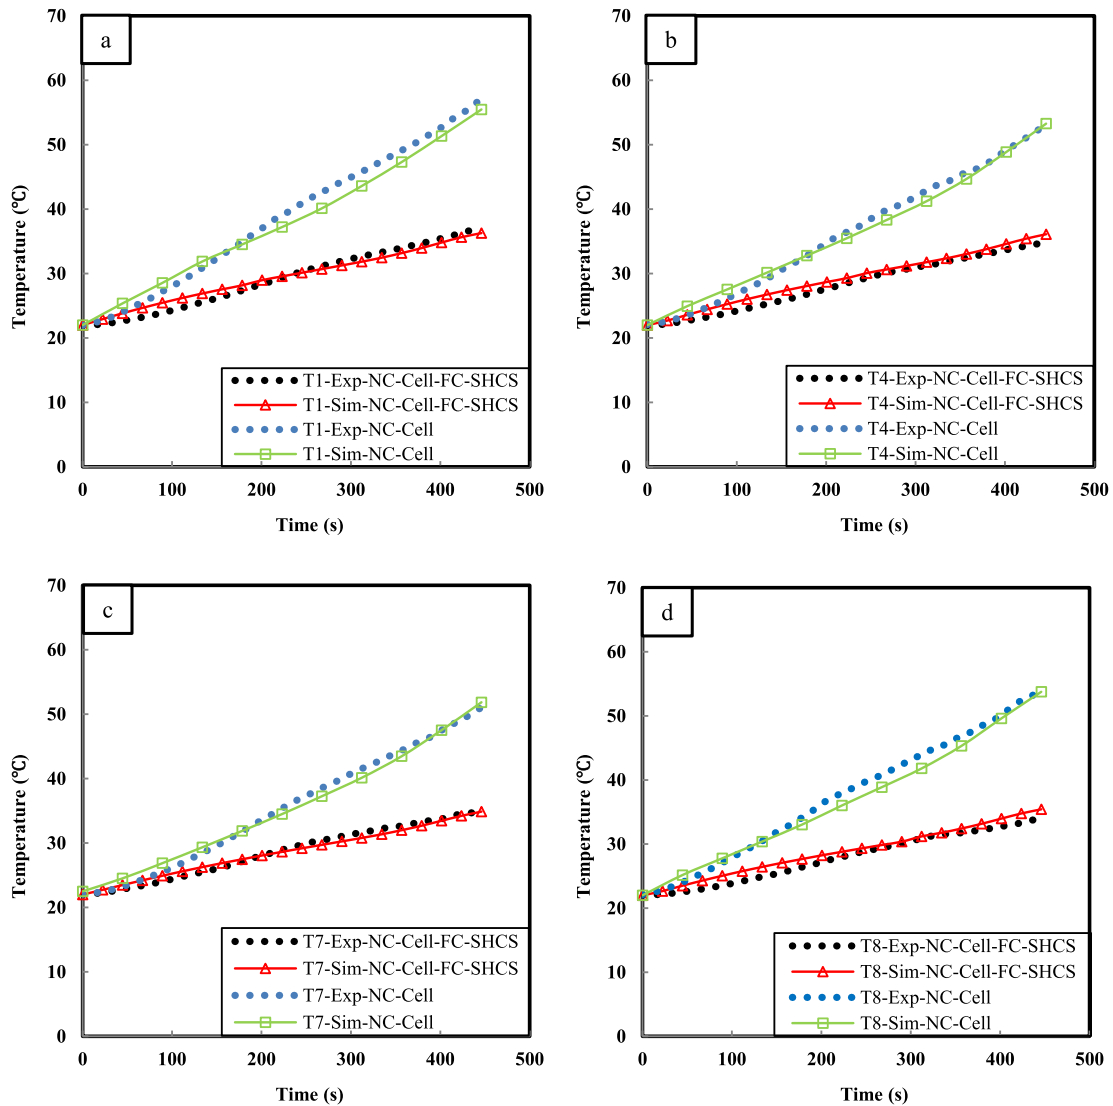 a
70
60
50
40
30
20
10
0
Temperature (℃)
T1-Exp-NC-Cell-FC-SHCS
T1-Sim-NC-Cell-FC-SHCS
T1-Exp-NC-Cell
T1-Sim-NC-Cell
0 100 200 300 400 500
Time (s)
b
70
60
50
40
30
20
10
0
Temperature (℃)
T4-Exp-NC-Cell-FC-SHCS
T4-Sim-NC-Cell-FC-SHCS
T4-Exp-NC-Cell
T4-Sim-NC-Cell
0 100 200 300 400 500
Time (s)
c
70
60
50
40
30
20
10
0
Temperature (℃)
T7-Exp-NC-Cell-FC-SHCS
T7-Sim-NC-Cell-FC-SHCS
T7-Exp-NC-Cell
T7-Sim-NC-Cell
0 100 200 300 400 500
Time (s)
d
70
60
50
40
30
20
10
0
Temperature (℃)
T8-Exp-NC-Cell-FC-SHCS
T8-Sim-NC-Cell-FC-SHCS
T8-Exp-NC-Cell
T8-Sim-NC-Cell
0 100 200 300 400 500
Time (s)